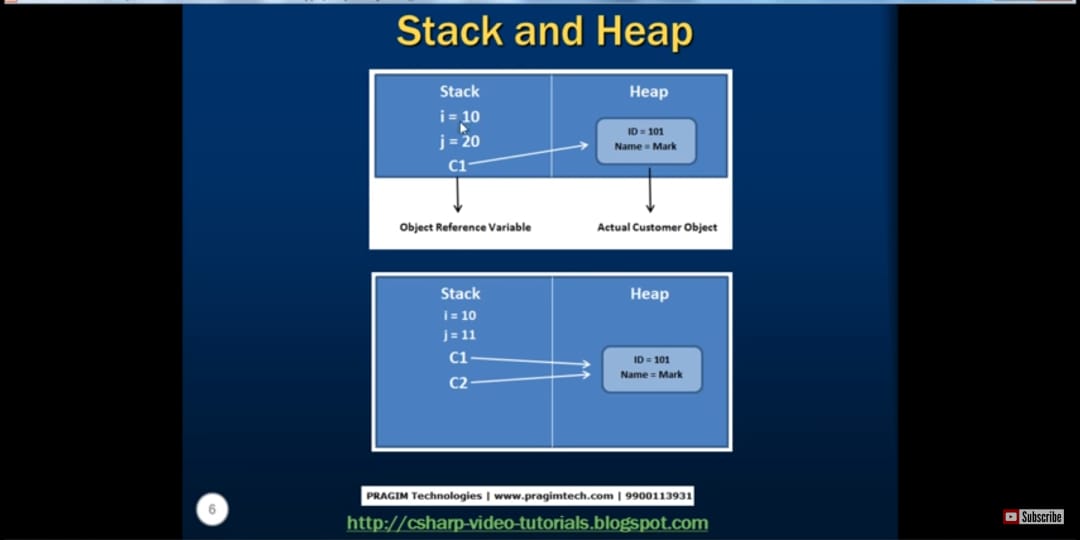 Stack and Heap
Stack
Heap
i = 10
j = 20
C1
ID = 101
Name = Mark
Object Reference Variable
Actual Customer Object
Stack
Heap
i = 10
j = 11
C1
C2
ID = 101
Name = Mark
PRAGIM Technologies | www.pragimtech.com | 9900113931
6
http://csharp-video-tutorials.blogspot.com
Subscribe